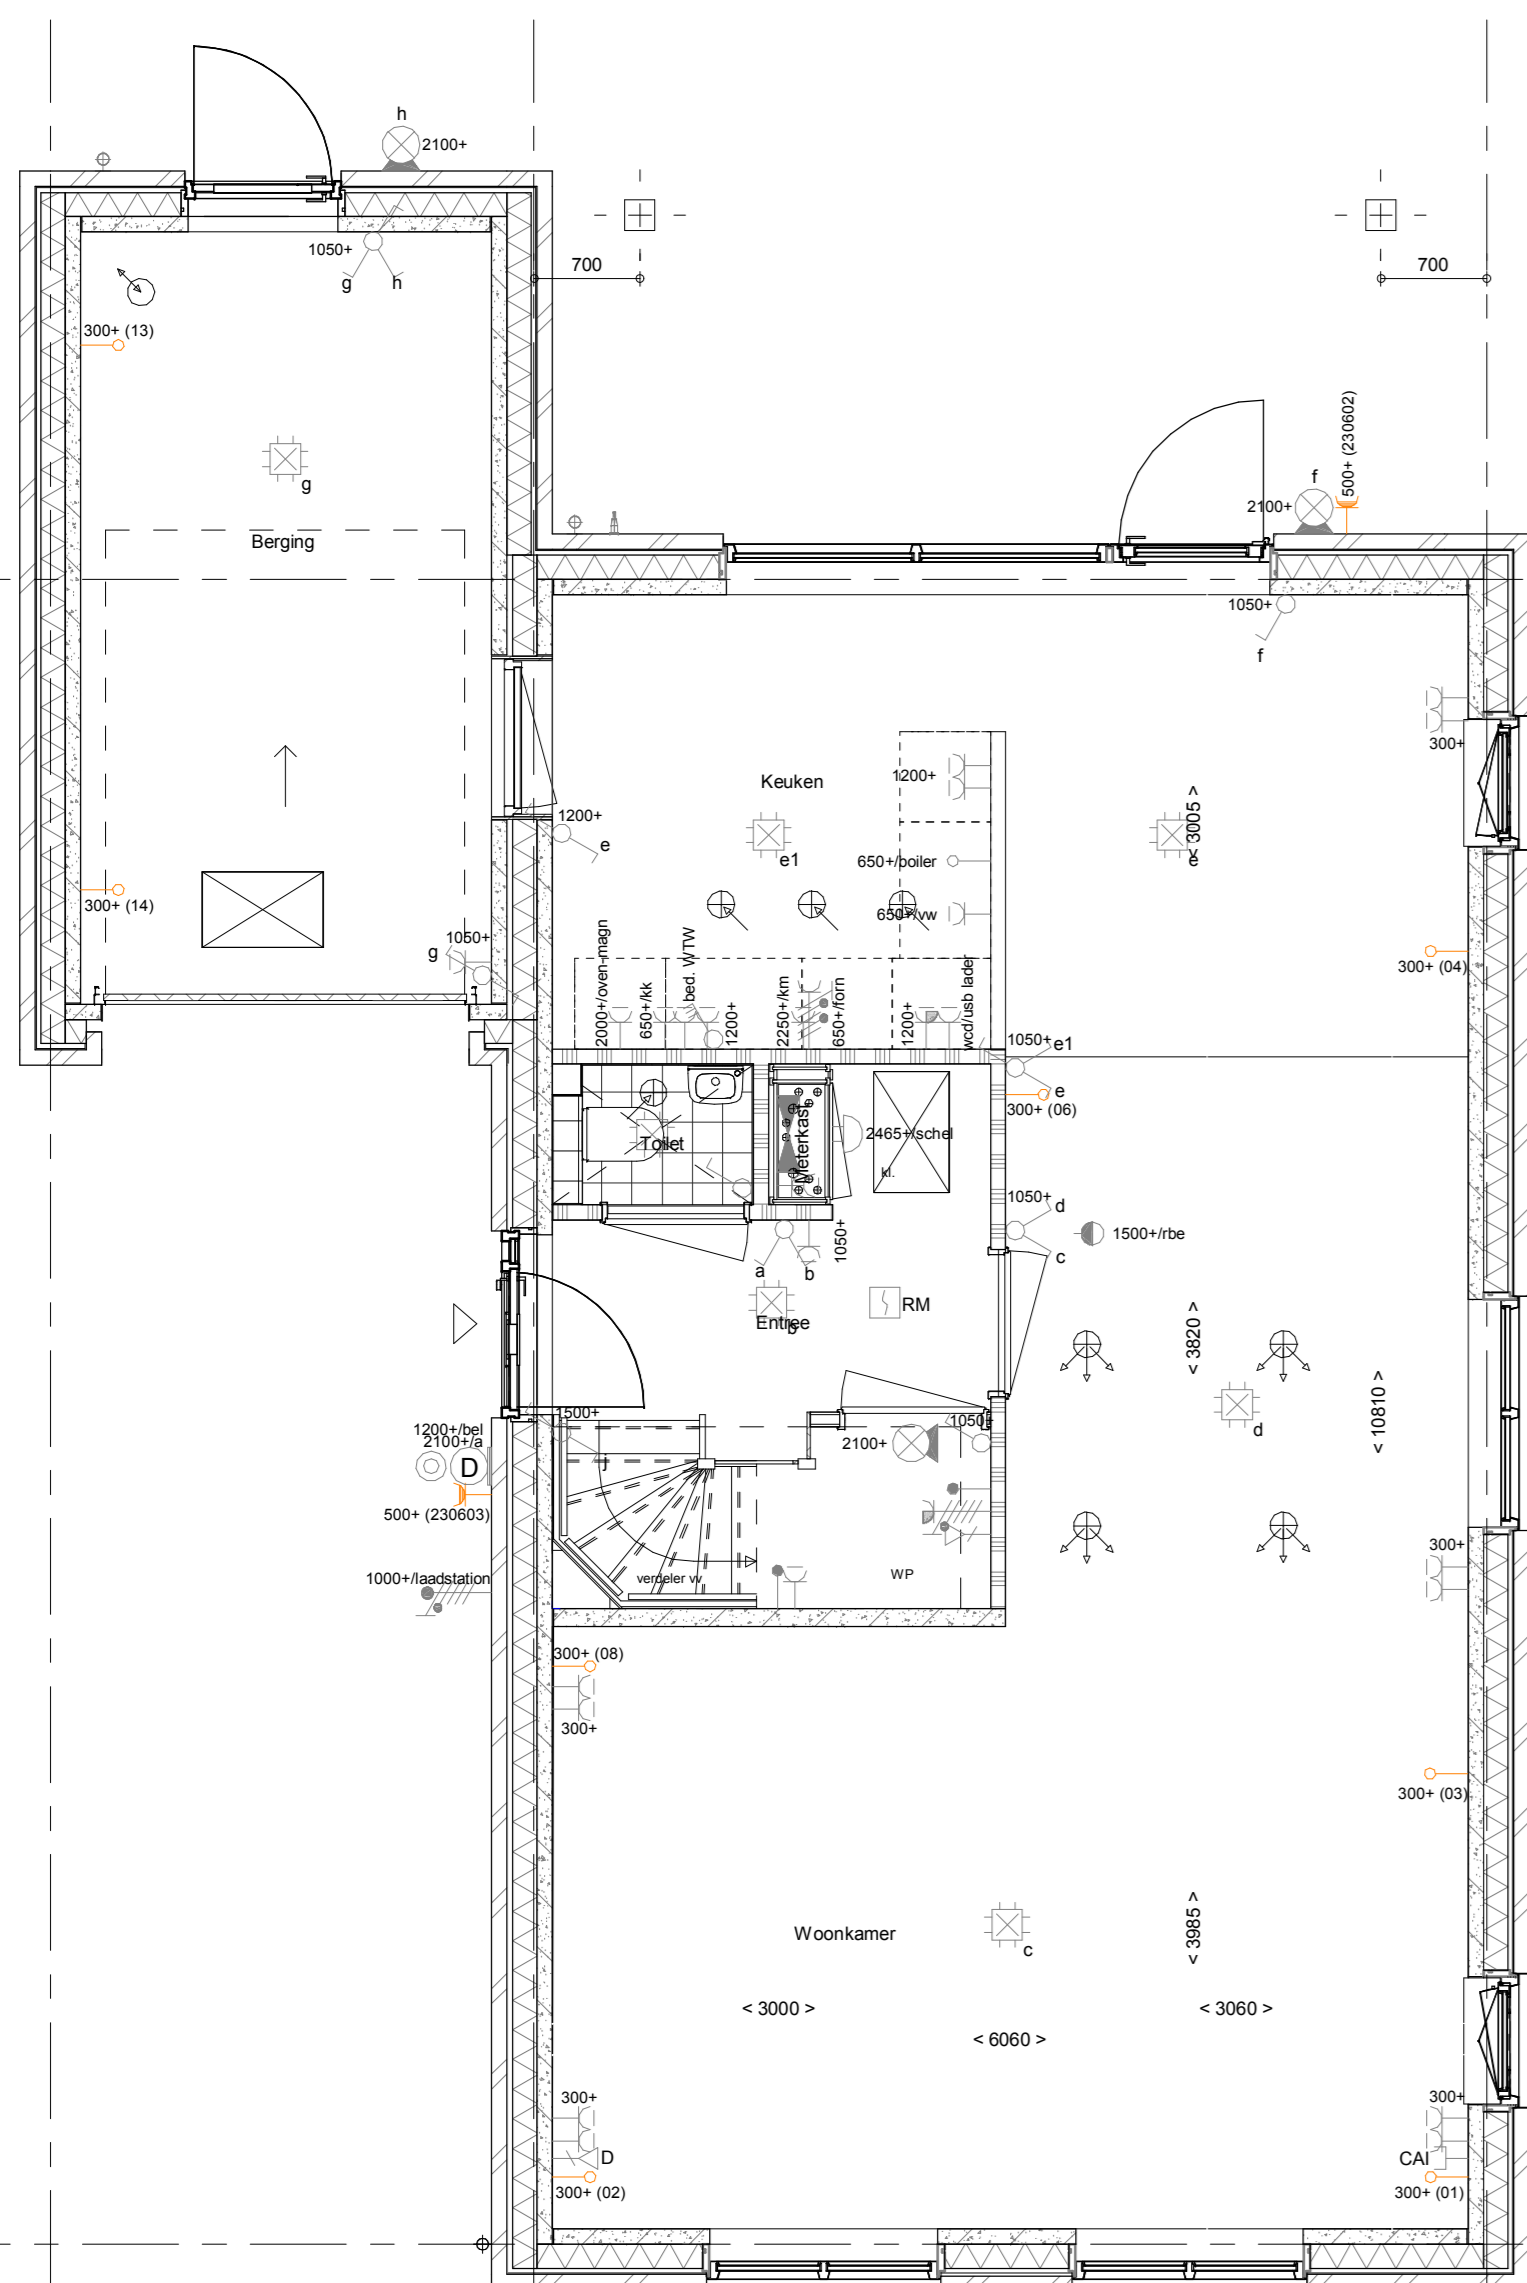 h
2100+
1050+
g
h
700
700
300+ (13)
g
Berging
f
2100+
500+ (230602)
1050+
f
300+
Keuken
1200+
e1
< 3005 >
e
1200+
e
650+/boiler
650+/vw
300+ (14)
1050+
g
300+ (04)
2000+/oven-magn
650+/kk
bed. WTW
1200+
2250+/km
650+/forn
1200+
wcd/usb lader
1050+
e1
e
300+ (06)
Toilet
Meterkast
2465+/schel
kl.
1050+
d
c
1500+/rbe
a
b
1050+
RM
Entree
b
< 3820 >
< 10810 >
d
1500+
j
1200+/bel
2100+/a
D
500+ (230603)
2100+
1050+
1000+/laadstation
verdeler vv
WP
300+
300+ (08)
300+
300+ (03)
Woonkamer
c
< 3985 >
< 3000 >
< 3060 >
< 6060 >
300+
D
300+ (02)
300+
CAI
300+ (01)